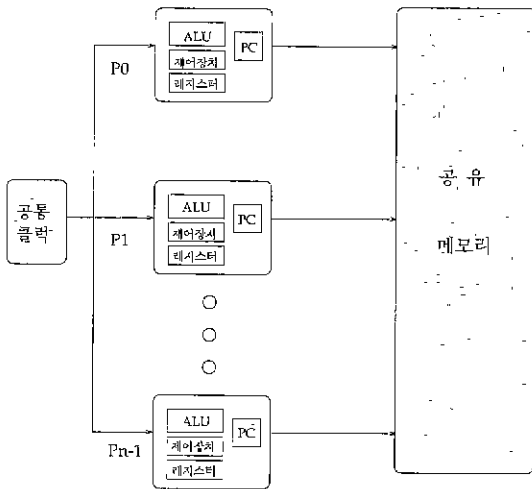 ALU
PC
제어장치
레지스터
P0
공통
클럭
ALU
PC
제어장치
레지스터
P1
공유
메모리
ALU
PC
제어장치
레지스터
Pn-1